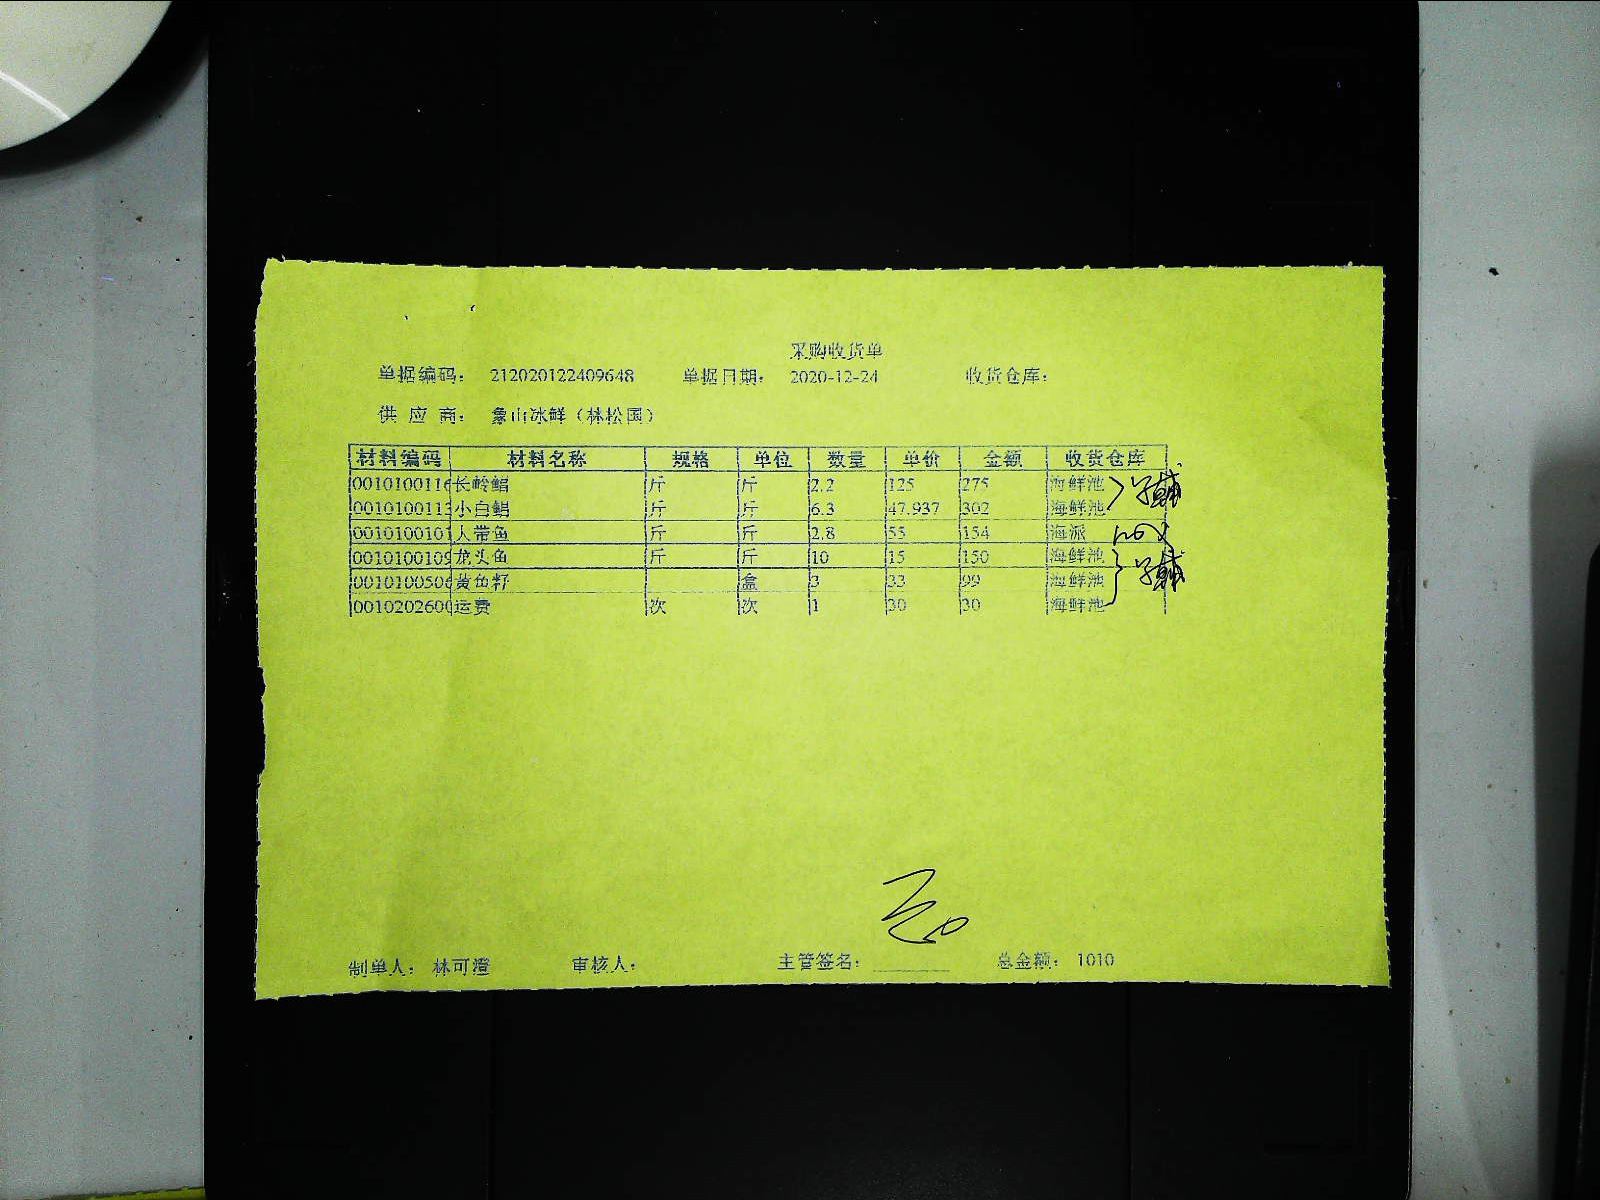 采购收货单
单据编码： 212020122409648 单据日期： 2020-12-24 收货仓库：
供 应 商： 象山冰鲜（林松国）
材料编码 材料名称 规格 单位 数量 单价 金额 收货仓库
0010100116 长岭鲳 斤 斤 2.2 125 275 海鲜池
0010100113 小白鲳 斤 斤 6.3 47.937 302 海鲜池
0010100101 人带鱼 斤 斤 2.8 55 154 海派
0010100109 龙头鱼 斤 斤 10 15 150 海鲜池
0010100506 黄鱼籽 盒 3 33 99 海鲜池
0010202600 运费 次 次 1 30 30 海鲜池
制单人： 林可澄 审核人： 主管签名： 总金额： 1010